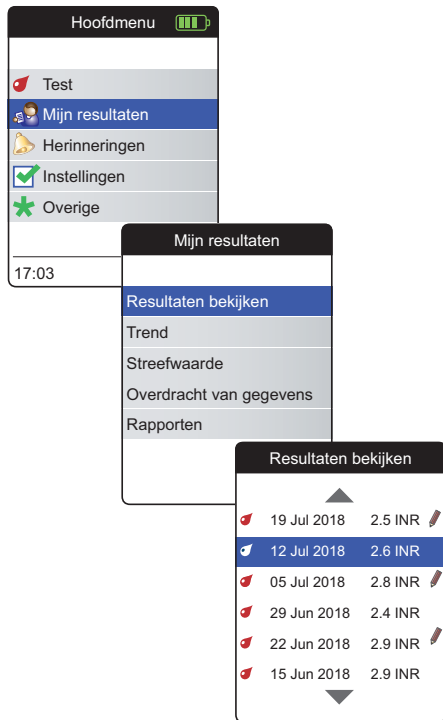 Hoofdmenu
Test
Mijn resultaten
Herinneringen
Instellingen
Overige
17:03
Mijn resultaten
Resultaten bekijken
Trend
Streefwaarde
Overdracht van gegevens
Rapporten
Resultaten bekijken
19 Jul 2018 2.5 INR
12 Jul 2018 2.6 INR
05 Jul 2018 2.8 INR
29 Jun 2018 2.4 INR
22 Jun 2018 2.9 INR
15 Jun 2018 2.9 INR